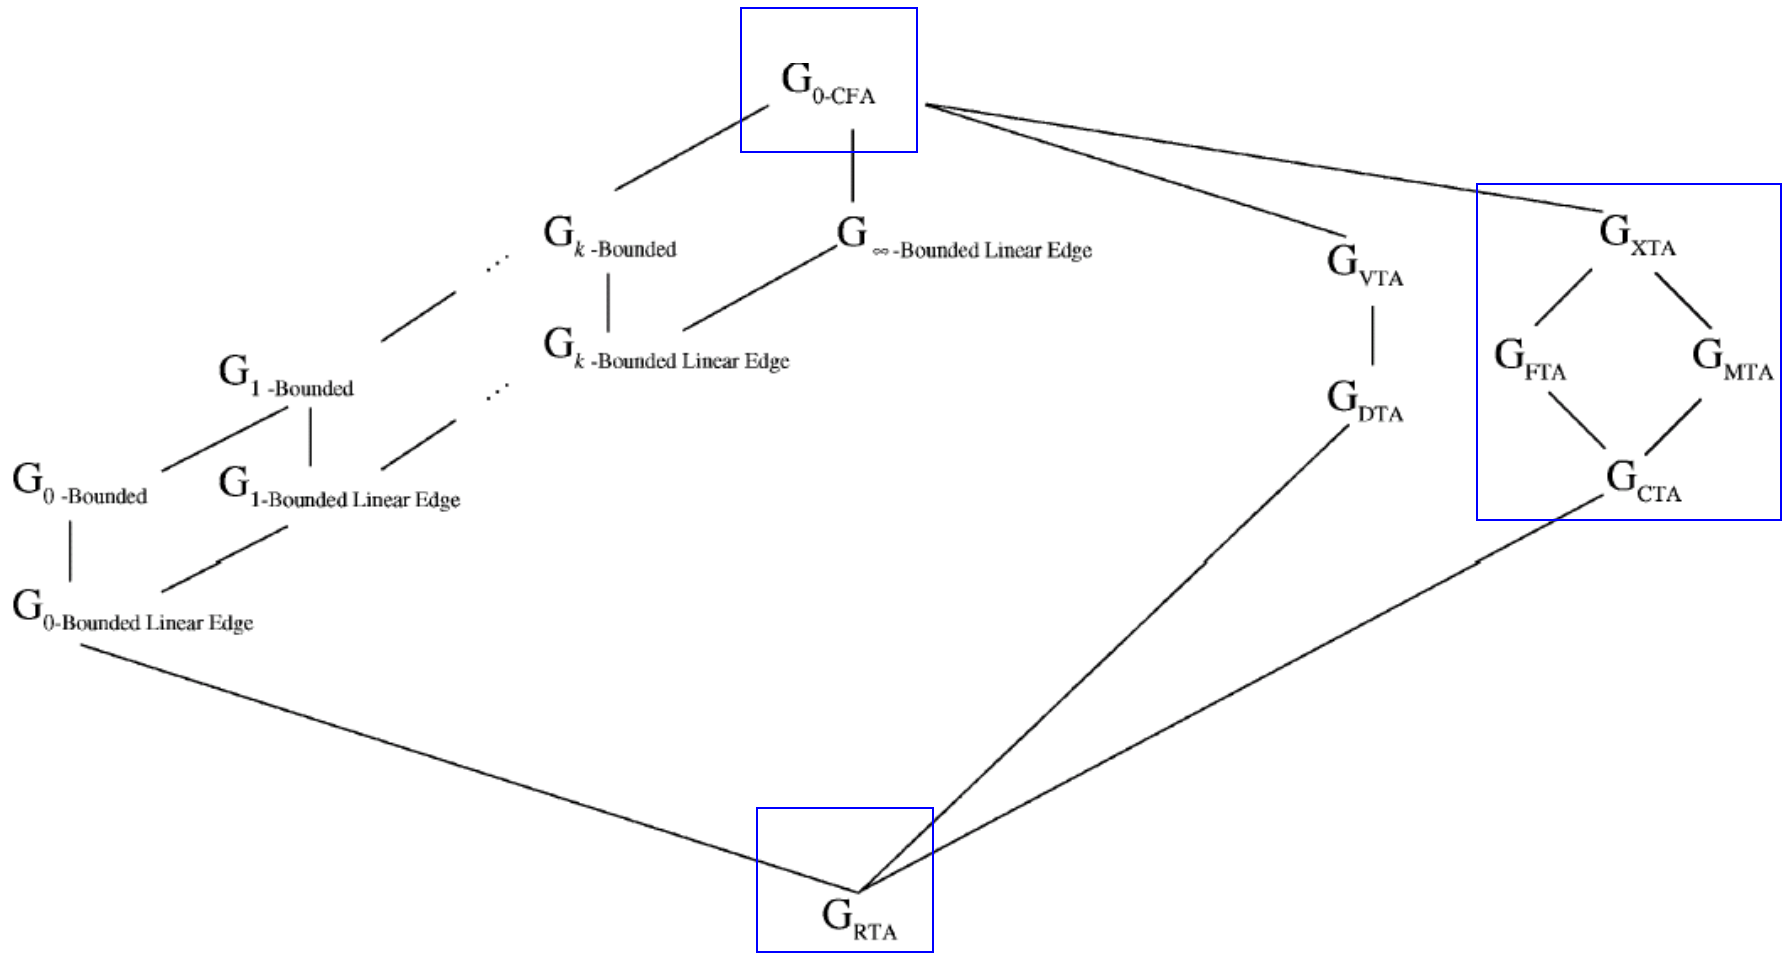 G0-CFA
Gk -Bounded
G∞ -Bounded Linear Edge
GXTA
GVTA
Gk -Bounded Linear Edge
GFTA
GMTA
G1 -Bounded
GDTA
G0 -Bounded
G1-Bounded Linear Edge
GCTA
G0-Bounded Linear Edge
GRTA